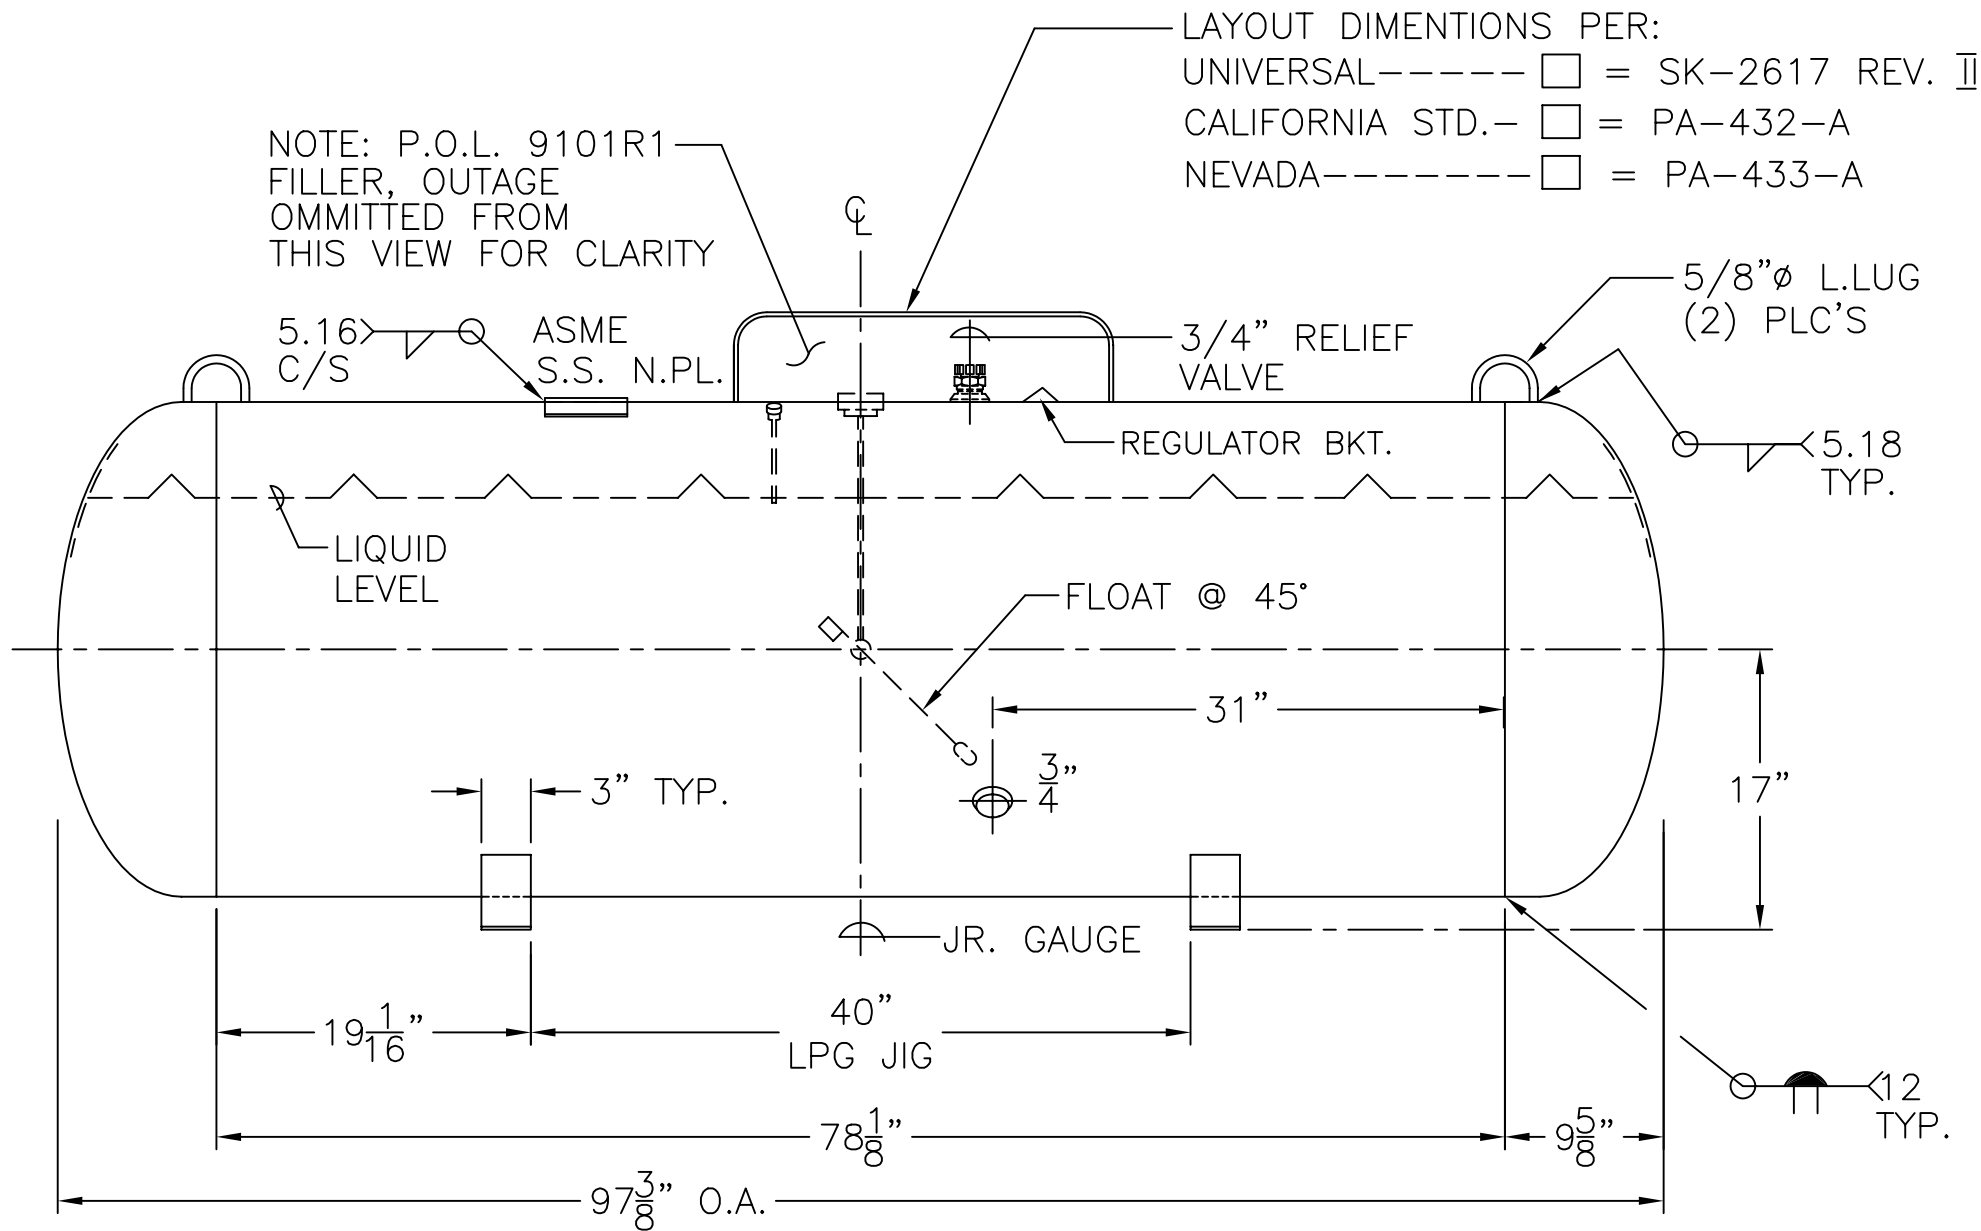 LAYOUT DIMENTIONS PER:
UNIVERSAL----- □ = SK-2617 REV. II
CALIFORNIA STD.- □ = PA-432-A
NEVADA------- □ = PA-433-A
NOTE: P.O.L. 9101R1
FILLER, OUTAGE
OMMITTED FROM
THIS VIEW FOR CLARITY
℄
5/8"ø L.LUG
(2) PLC'S
5.16
C/S
ASME
S.S. N.PL.
3/4" RELIEF
VALVE
REGULATOR BKT.
5.18
TYP.
LIQUID
LEVEL
FLOAT @ 45°
31"
3/4"
17"
3" TYP.
JR. GAUGE
19 1/16"
40"
LPG JIG
12
TYP.
78 1/8"
9 5/8"
97 3/8" O.A.